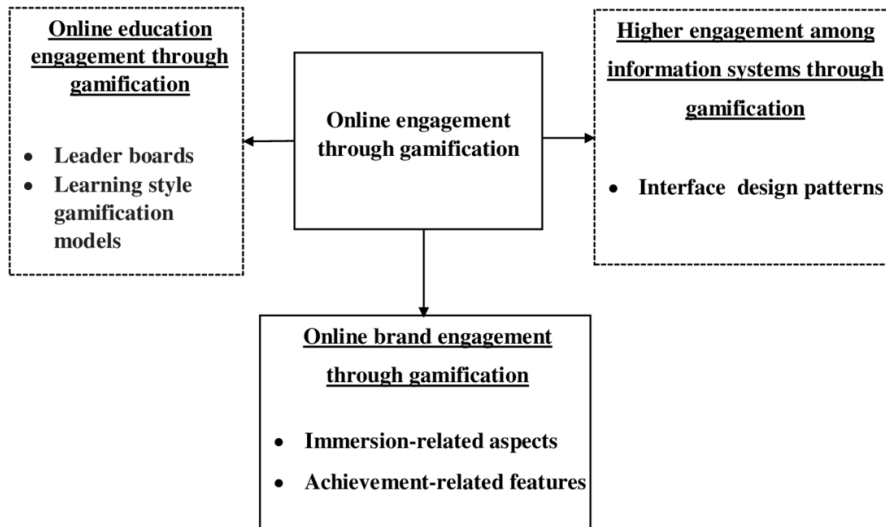 Online education
engagement through
gamification
• Leader boards
• Learning style
gamification
models
Online engagement
through gamification
Higher engagement among
information systems through
gamification
• Interface design patterns
Online brand engagement
through gamification
• Immersion-related aspects
• Achievement-related features